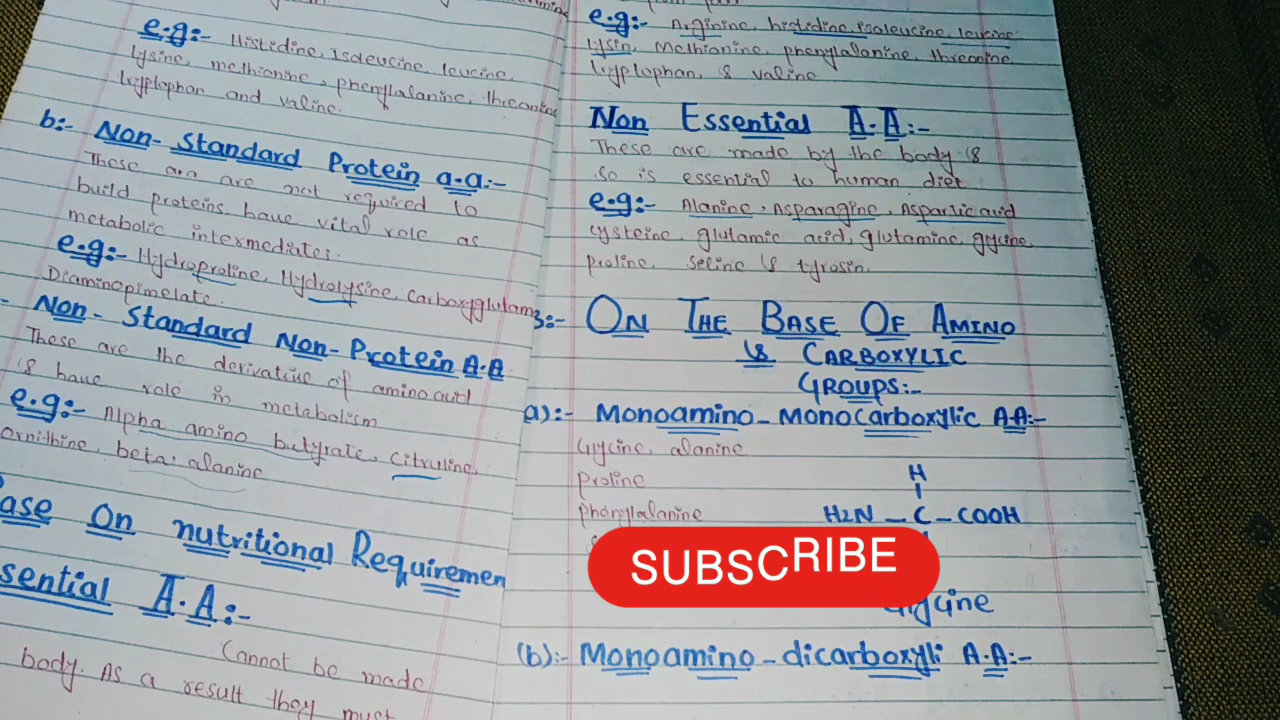 e.g:- Histidine, Isoleucine, leucine,
Lysine, methionine, phenylalanine, threonine
tryptophan and valine.
b:- Non-Standard Protein a-a:-
These a.a are not required to
build proteins, have vital role as
metabolic intermediates.
e.g:- Hydroproline, Hydrolysine, carboxyglutam
Diaminopimelate.
- Non-Standard Non-Protein A.A
These are the derivative of amino acid
& have role in metabolism
e.g:- Alpha amino butyrate, citruline,
ornithine, beta alanine
Base On nutritional Requiremen
sential A.A:-
Cannot be made
body. As a result they must
e.g:- Arginine, histidine, isoleucine, leucine
lysin, Methionine, phenylalanine, threonine
tryptophan, & valine
Non Essential A.A:-
These are made by the body &
so is essential to human diet
e.g:- Alanine, Asparagine, Aspartic acid
cysteine, glutamic acid, glutamine, glycine,
proline, seline & tyrosin.
3:- ON THE BASE OF AMINO
& CARBOXYLIC
GROUPS:-
a):- Monoamino-Monocarboxylic A.A:-
Glycine, alanine
proline
phenylalanine
H
H2N - C - COOH
SUBSCRIBE
Glycine
(b):- Monoamino-dicarboxyli A.A:-